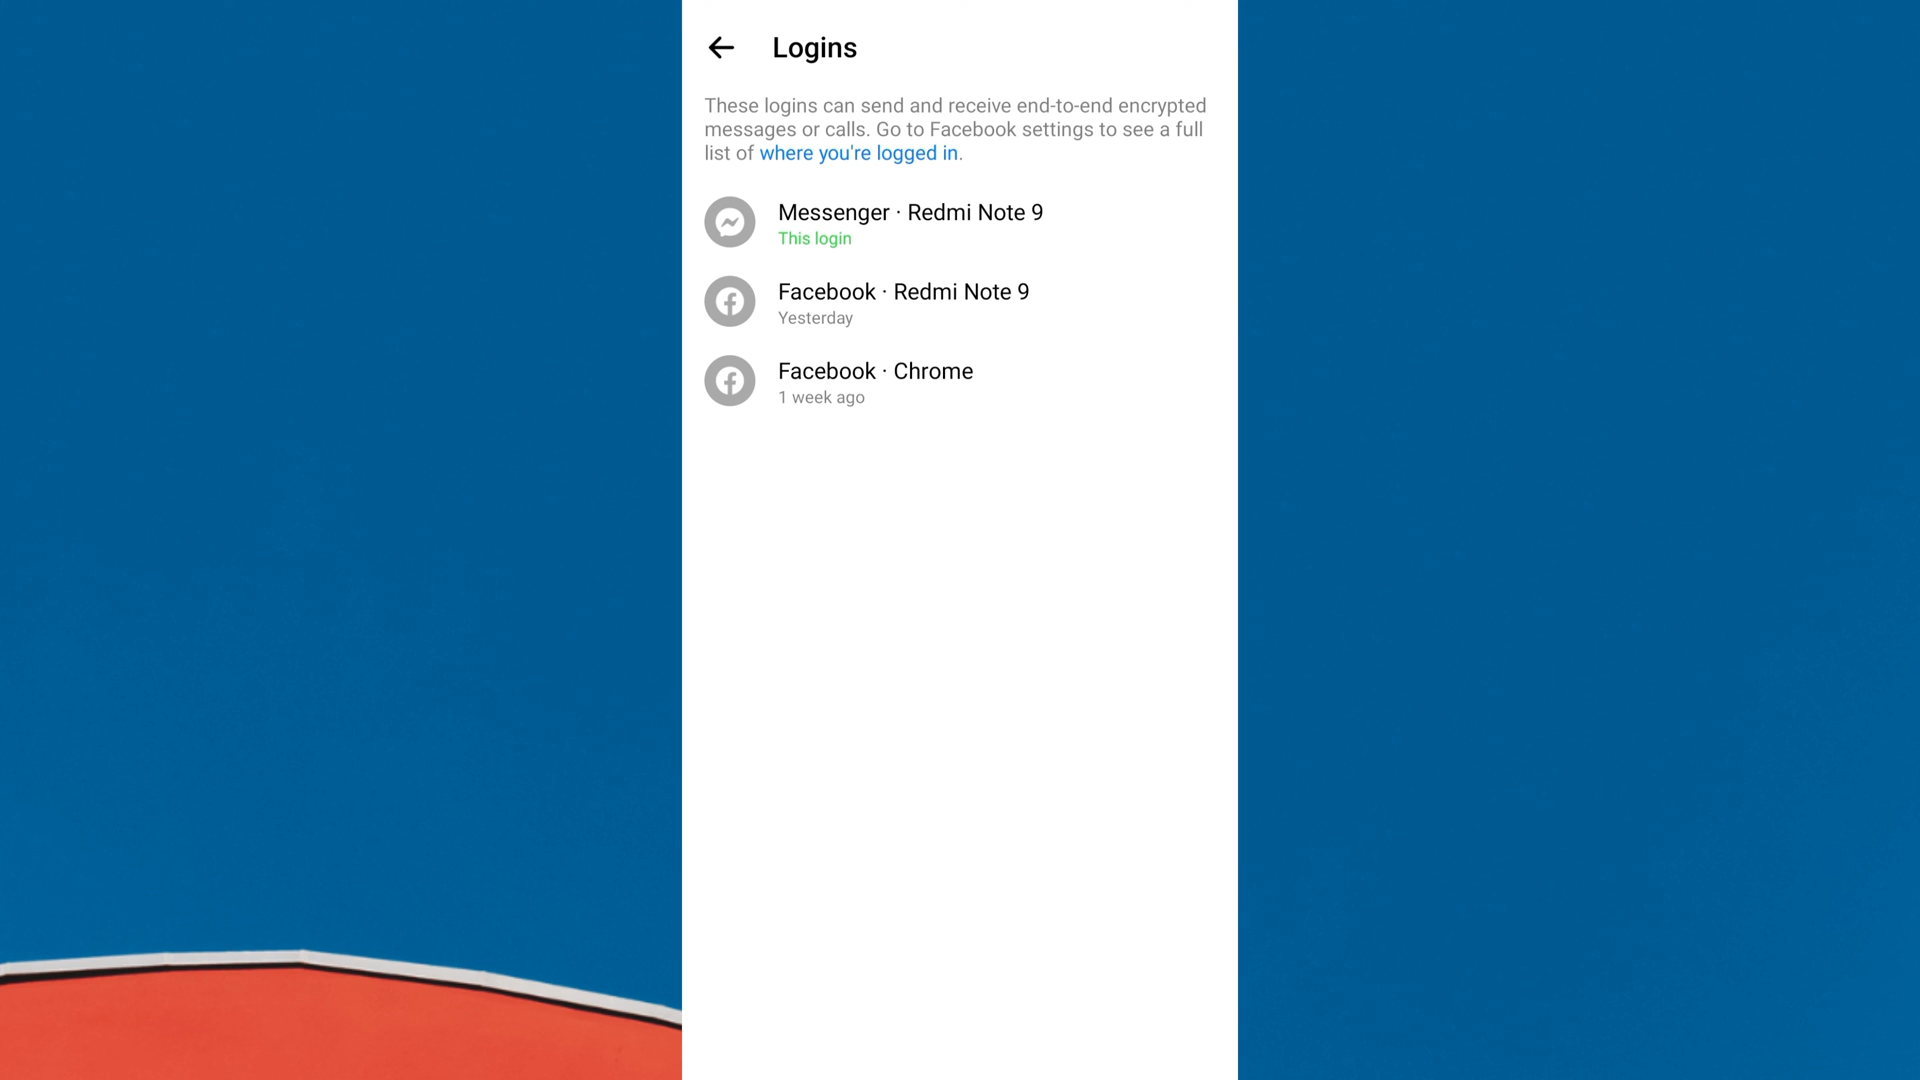 Logins
These logins can send and receive end-to-end encrypted
messages or calls. Go to Facebook settings to see a full
list of where you're logged in.
Messenger · Redmi Note 9
This login
Facebook · Redmi Note 9
Yesterday
Facebook · Chrome
1 week ago